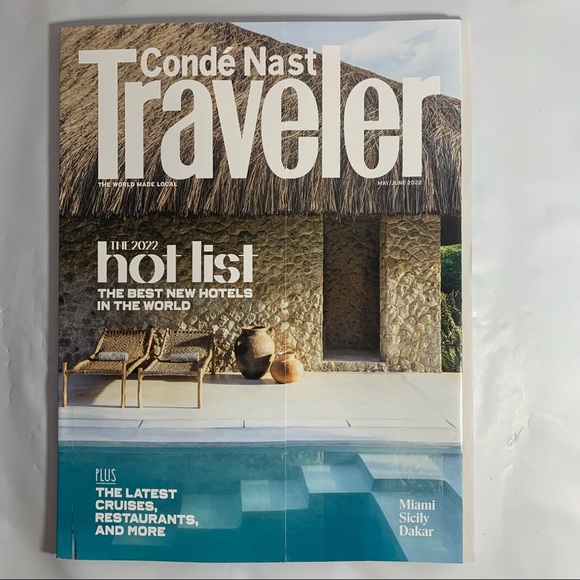 Condé Nast
Traveler
THE WORLD MADE LOCAL
MAY/JUNE 2022
THE 2022
hot list
THE BEST NEW HOTELS
IN THE WORLD
PLUS
THE LATEST
CRUISES,
RESTAURANTS,
AND MORE
Miami
Sicily
Dakar